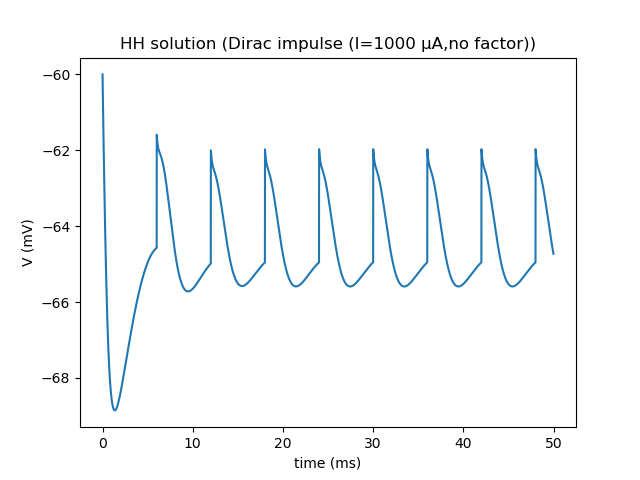 HH solution (Dirac impulse (I=1000 μA,no factor))
−60
−62
−64
−66
−68
V (mV)
0 10 20 30 40 50
time (ms)